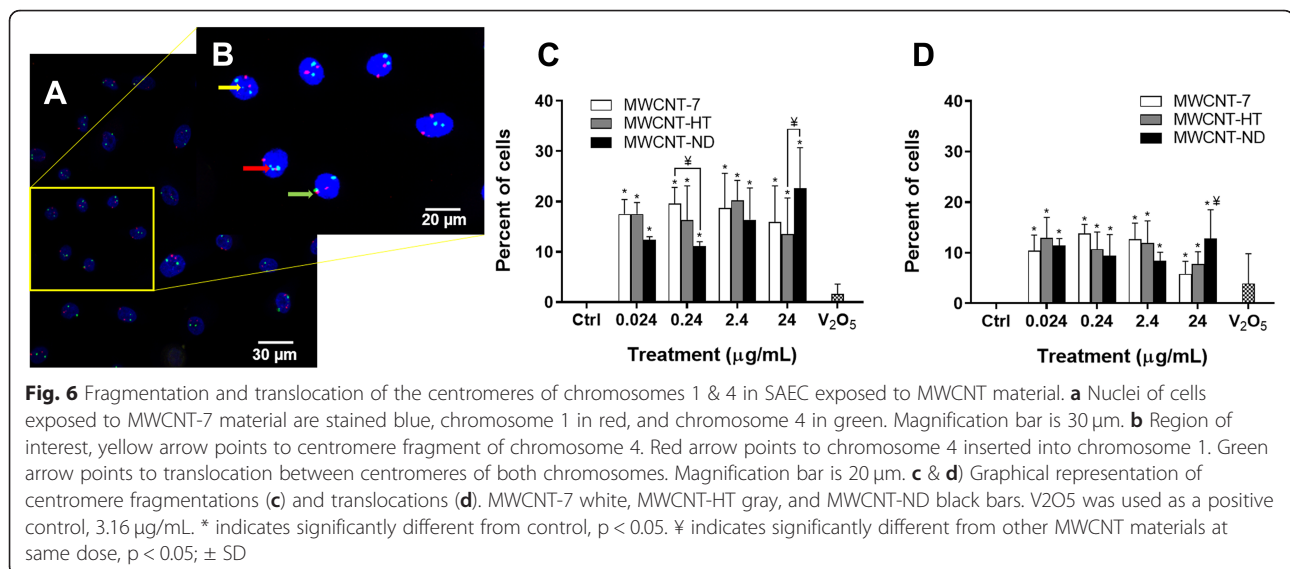 A
B
20 µm
30 µm
C
Percent of cells
40
30
20
10
0
MWCNT-7
MWCNT-HT
MWCNT-ND
* * * ¥ * * * * * ¥ * *
Ctrl 0.024 0.24 2.4 24 V₂O₅
Treatment (µg/mL)
D
Percent of cells
40
30
20
10
0
MWCNT-7
MWCNT-HT
MWCNT-ND
* * * * * * * * * * * * ¥
Ctrl 0.024 0.24 2.4 24 V₂O₅
Treatment (µg/mL)
Fig. 6 Fragmentation and translocation of the centromeres of chromosomes 1 & 4 in SAEC exposed to MWCNT material. a Nuclei of cells
exposed to MWCNT-7 material are stained blue, chromosome 1 in red, and chromosome 4 in green. Magnification bar is 30 µm. b Region of
interest, yellow arrow points to centromere fragment of chromosome 4. Red arrow points to chromosome 4 inserted into chromosome 1. Green
arrow points to translocation between centromeres of both chromosomes. Magnification bar is 20 µm. c & d) Graphical representation of
centromere fragmentations (c) and translocations (d). MWCNT-7 white, MWCNT-HT gray, and MWCNT-ND black bars. V2O5 was used as a positive
control, 3.16 µg/mL. * indicates significantly different from control, p < 0.05. ¥ indicates significantly different from other MWCNT materials at
same dose, p < 0.05; ± SD